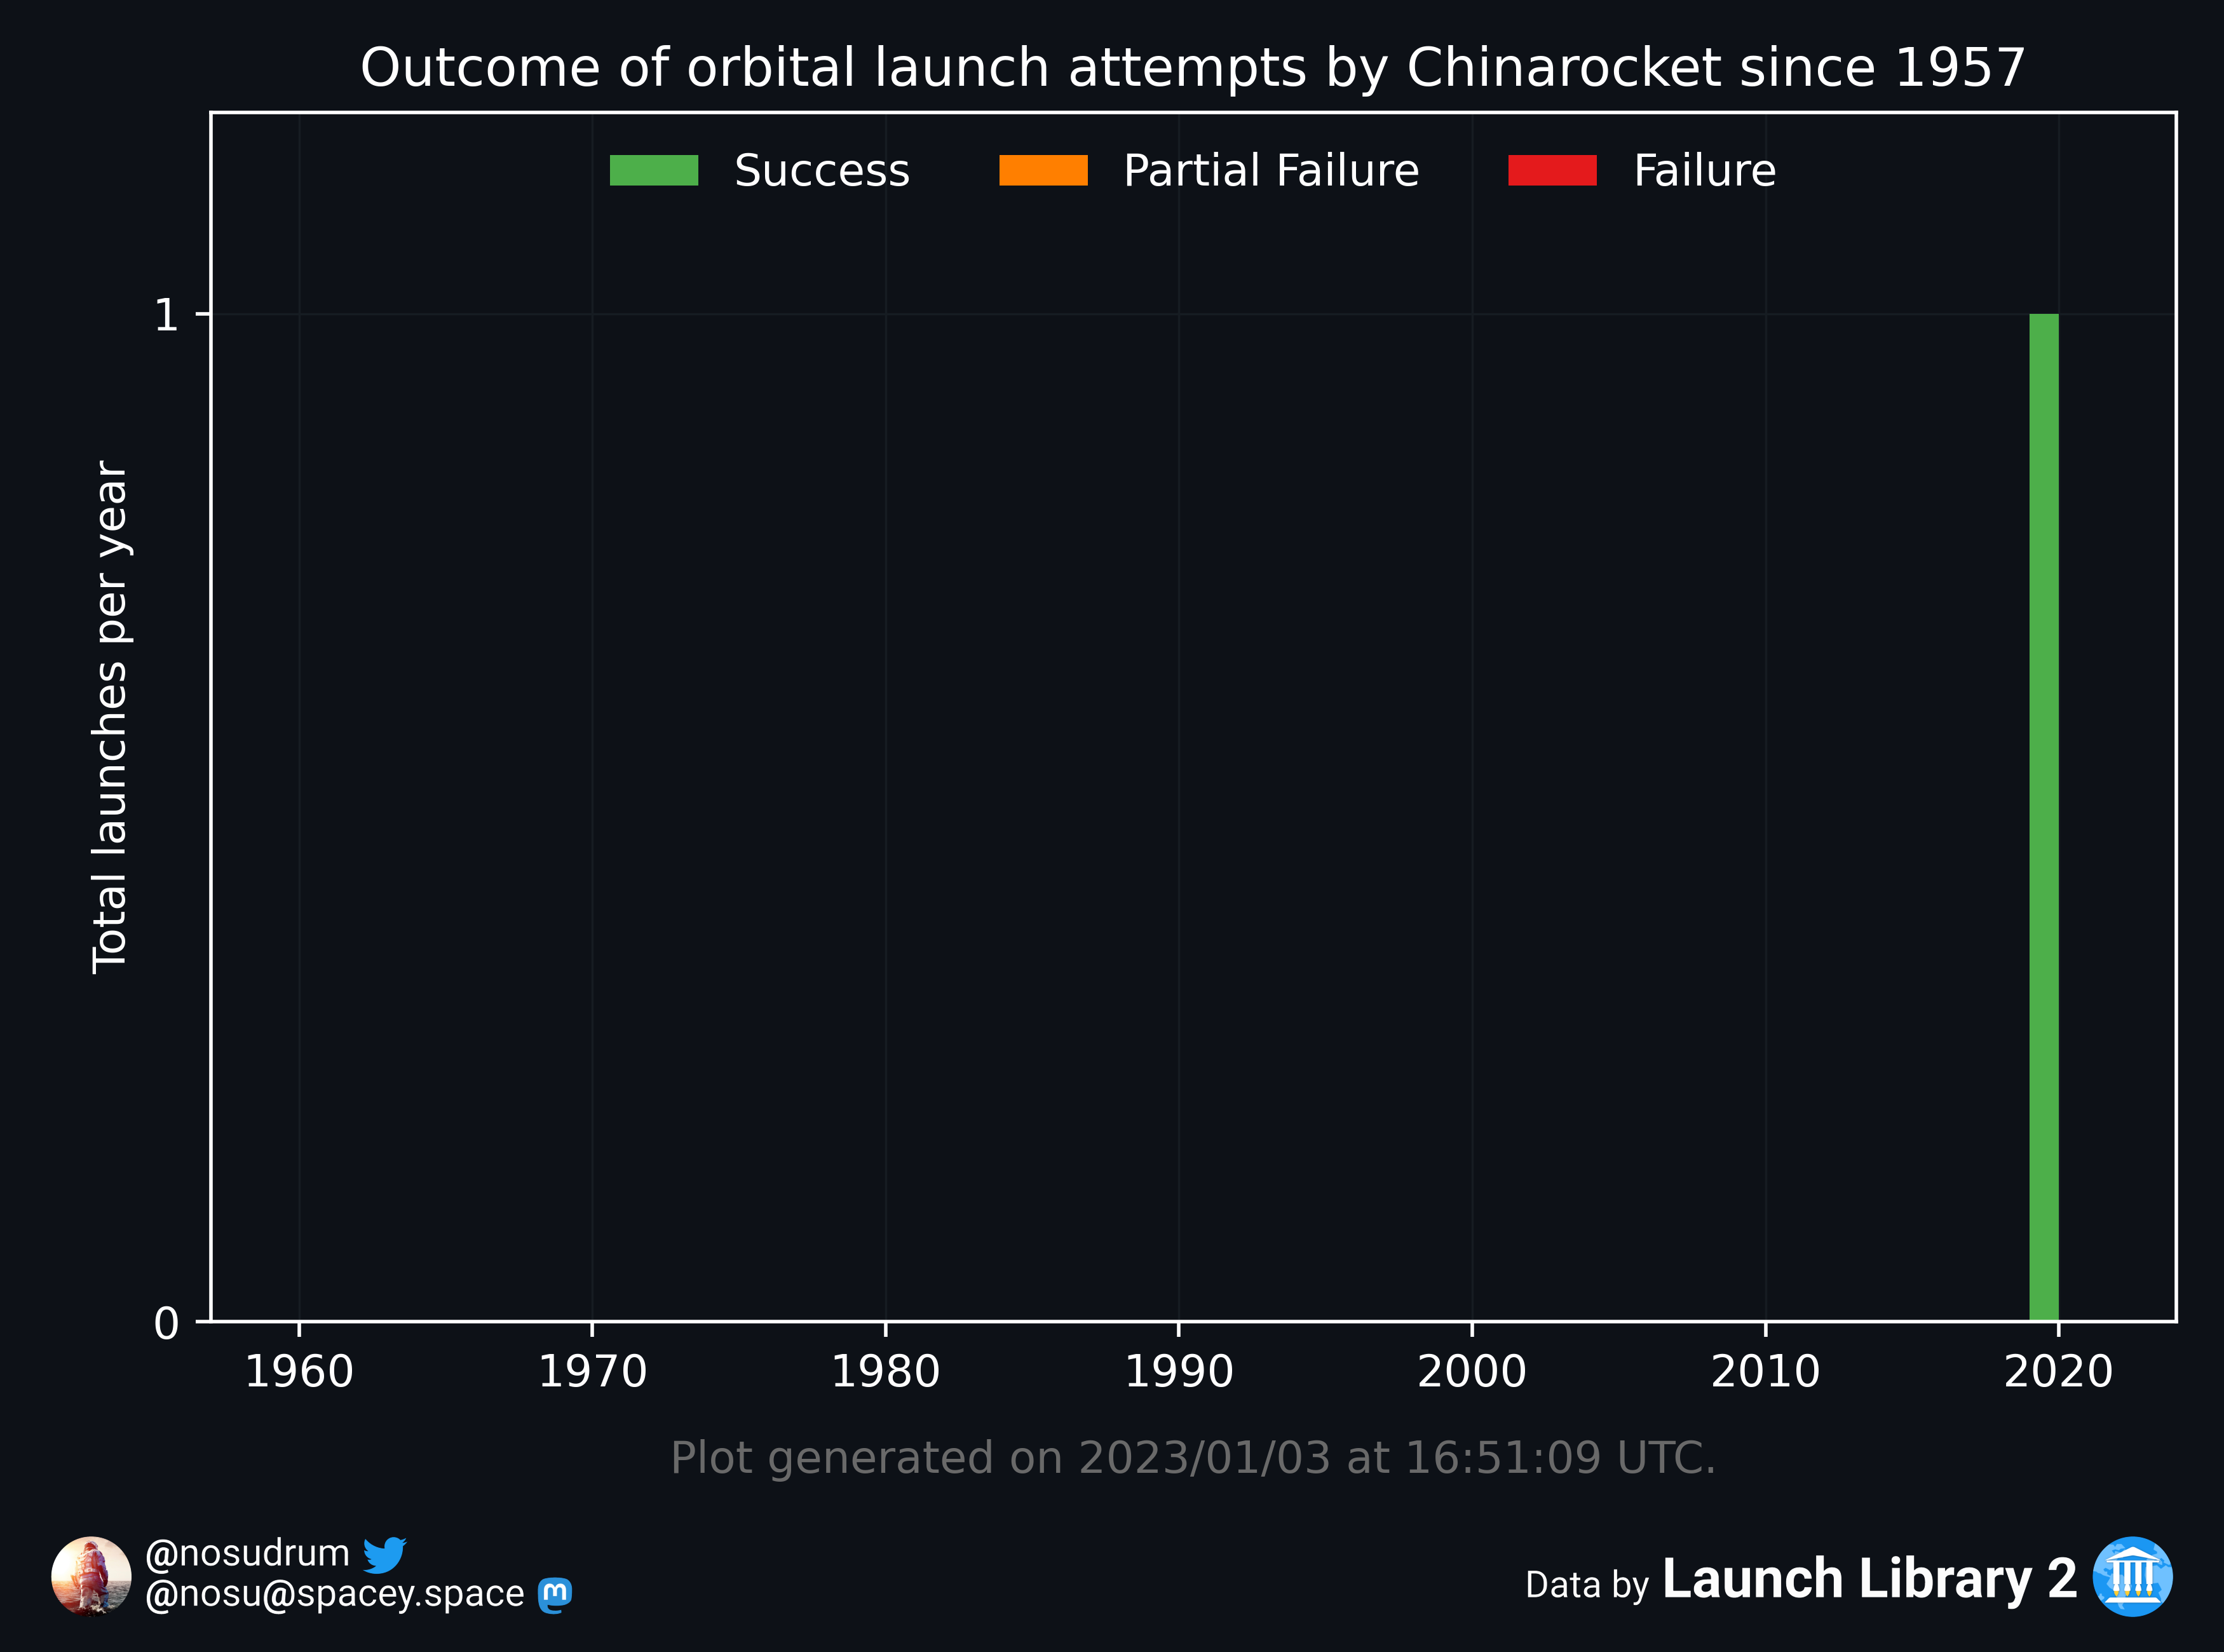 Outcome of orbital launch attempts by Chinarocket since 1957
Success Partial Failure Failure
Total launches per year
1
0
1960 1970 1980 1990 2000 2010 2020
Plot generated on 2023/01/03 at 16:51:09 UTC.
@nosudrum
@nosu@spacey.space
Data by Launch Library 2